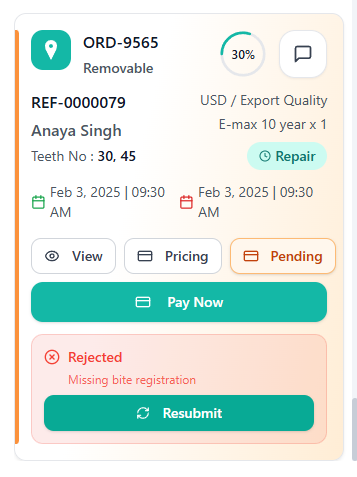 ORD-9565
Removable
30%
REF-0000079
USD / Export Quality
Anaya Singh
E-max 10 year x 1
Teeth No : 30, 45
Repair
Feb 3, 2025 | 09:30
AM
Feb 3, 2025 | 09:30
AM
View
Pricing
Pending
Pay Now
Rejected
Missing bite registration
Resubmit